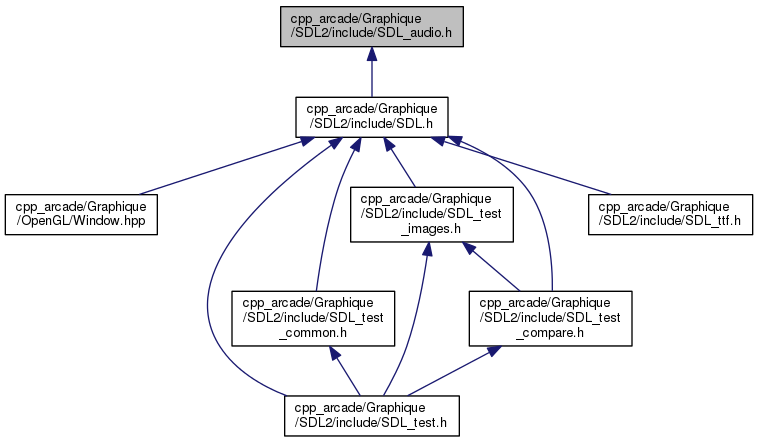 cpp_arcade/Graphique
/SDL2/include/SDL_audio.h
cpp_arcade/Graphique
/SDL2/include/SDL.h
cpp_arcade/Graphique
/OpenGL/Window.hpp
cpp_arcade/Graphique
/SDL2/include/SDL_test
_images.h
cpp_arcade/Graphique
/SDL2/include/SDL_ttf.h
cpp_arcade/Graphique
/SDL2/include/SDL_test
_common.h
cpp_arcade/Graphique
/SDL2/include/SDL_test
_compare.h
cpp_arcade/Graphique
/SDL2/include/SDL_test.h